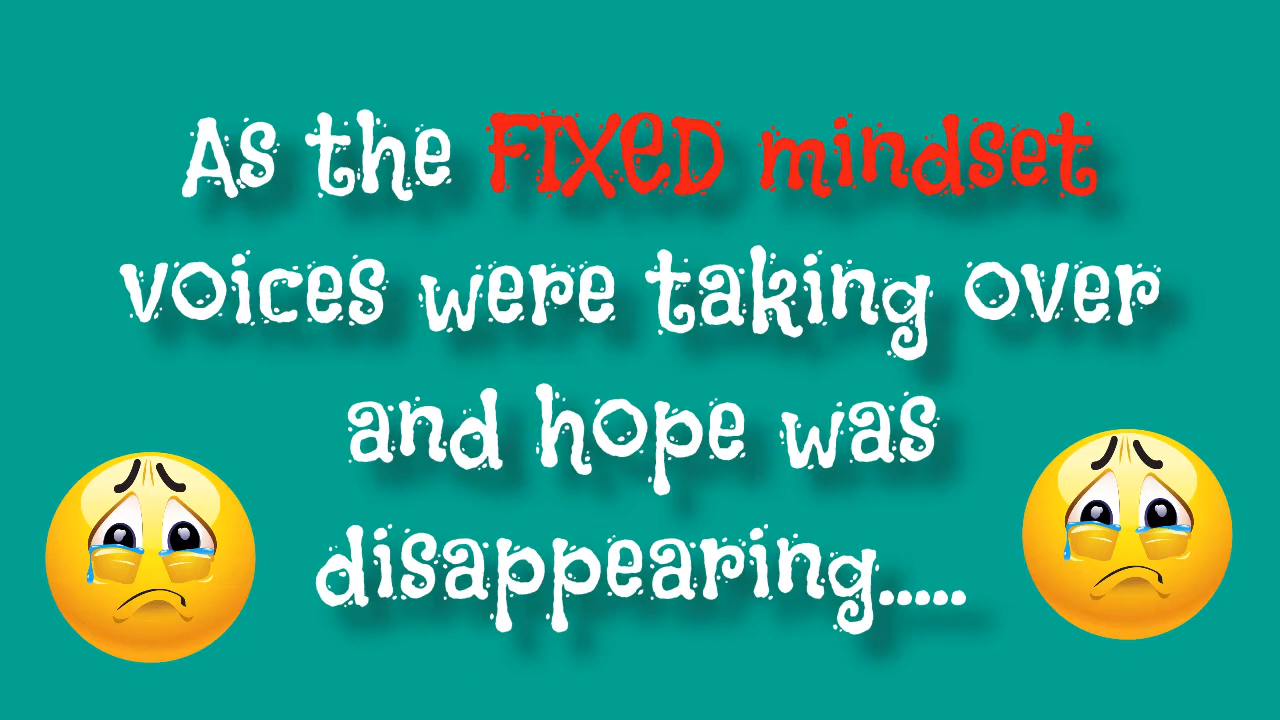 As the FIXED mindset
voices were taking over
and hope was
disappearing.....